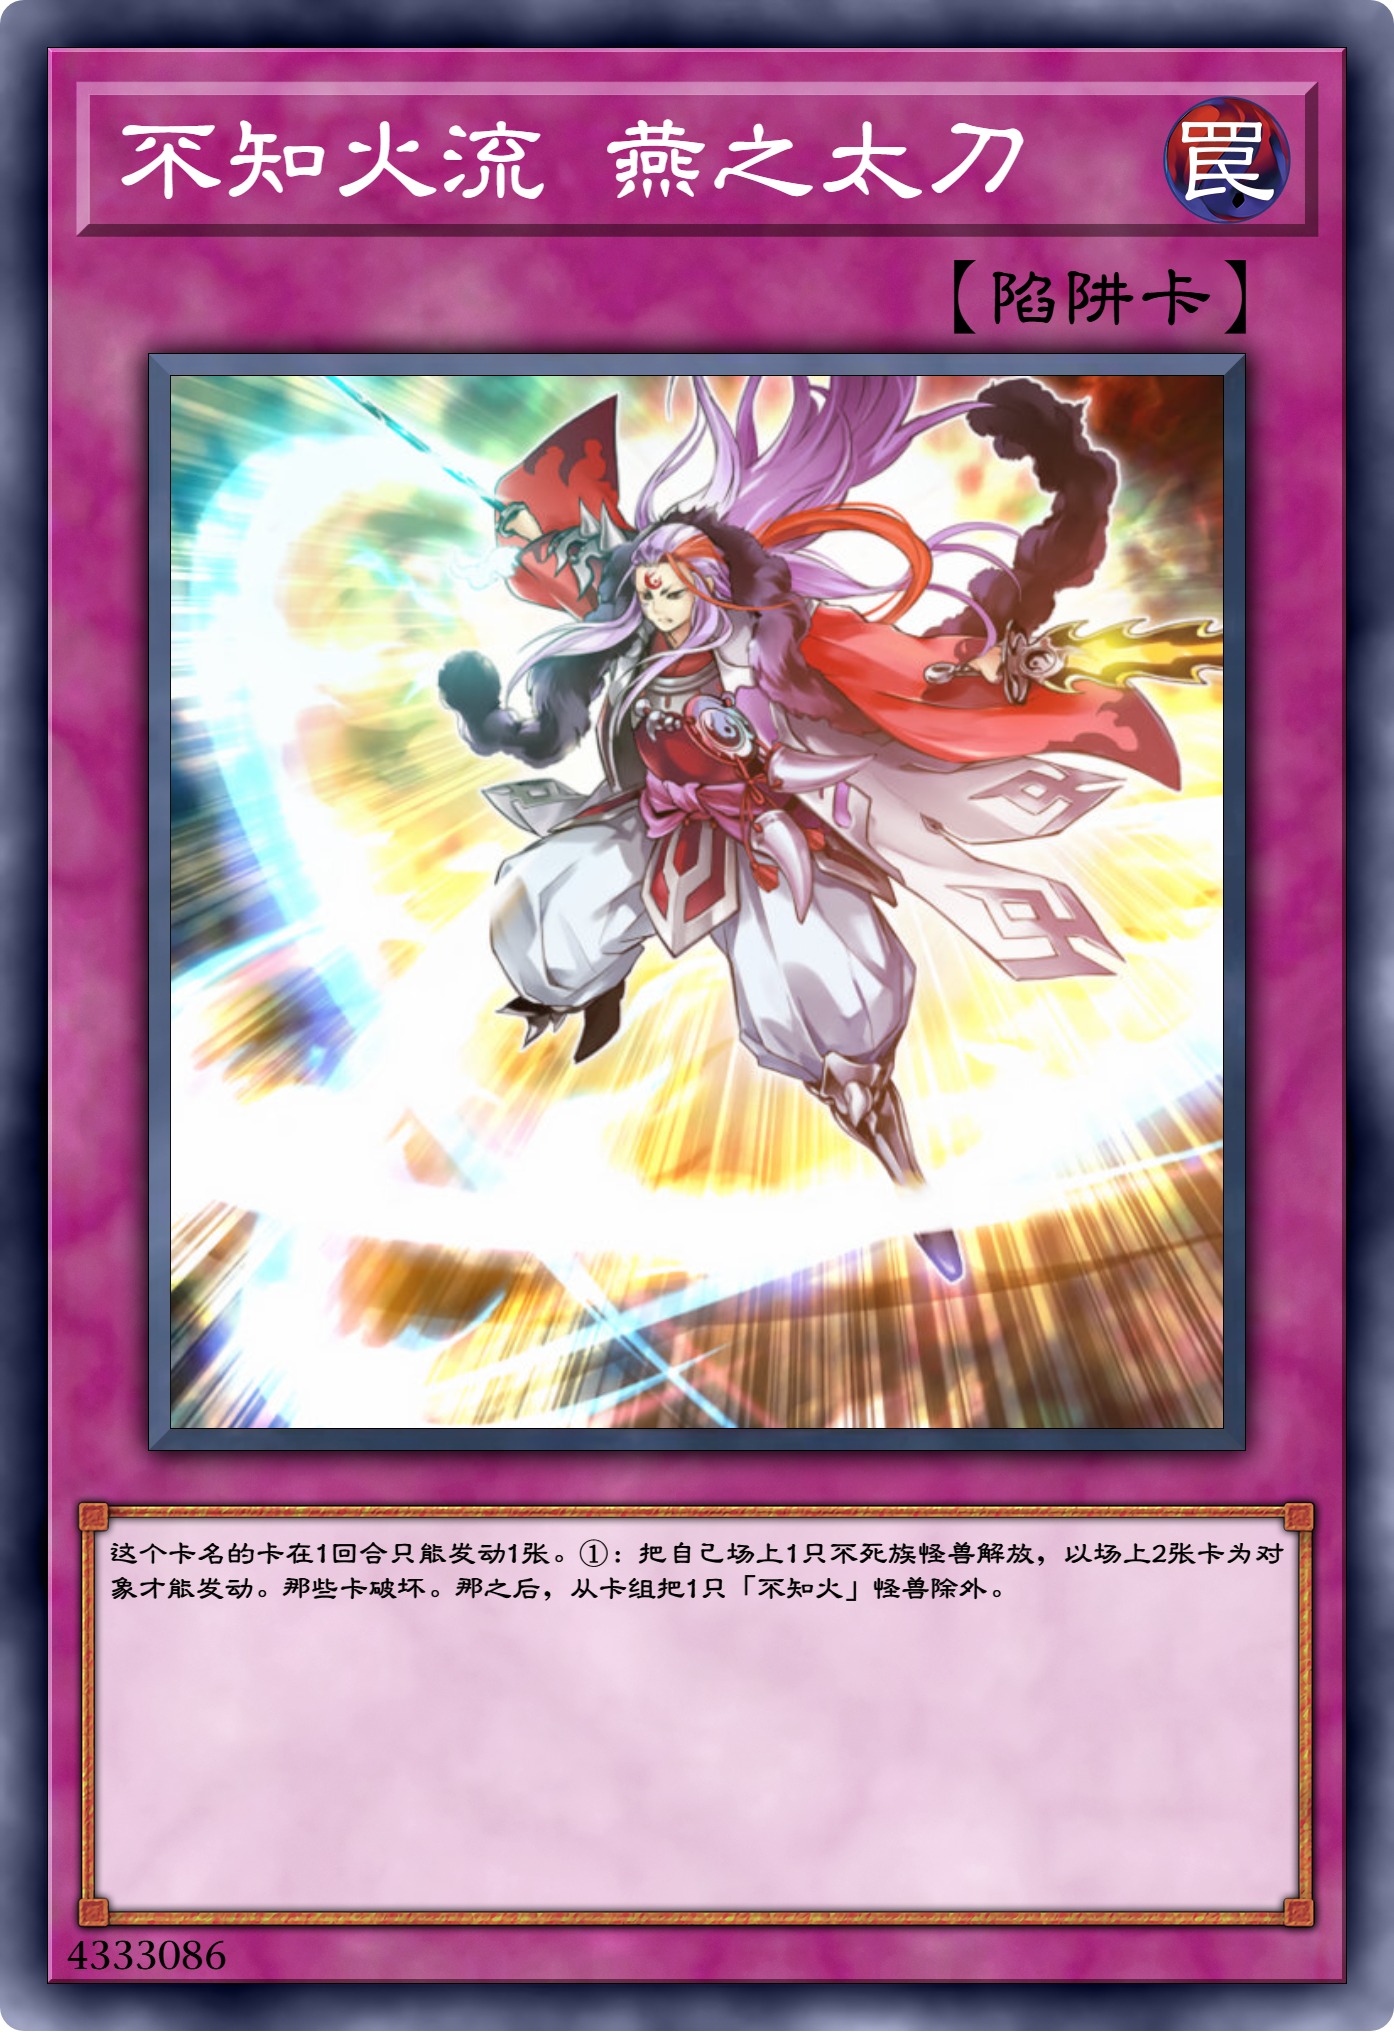 不知火流 燕之太刀
罠
【陷阱卡】
这个卡名的卡在1回合只能发动1张。①：把自己场上1只不死族怪兽解放，以场上2张卡为对
象才能发动。那些卡破坏。那之后，从卡组把1只「不知火」怪兽除外。
4333086